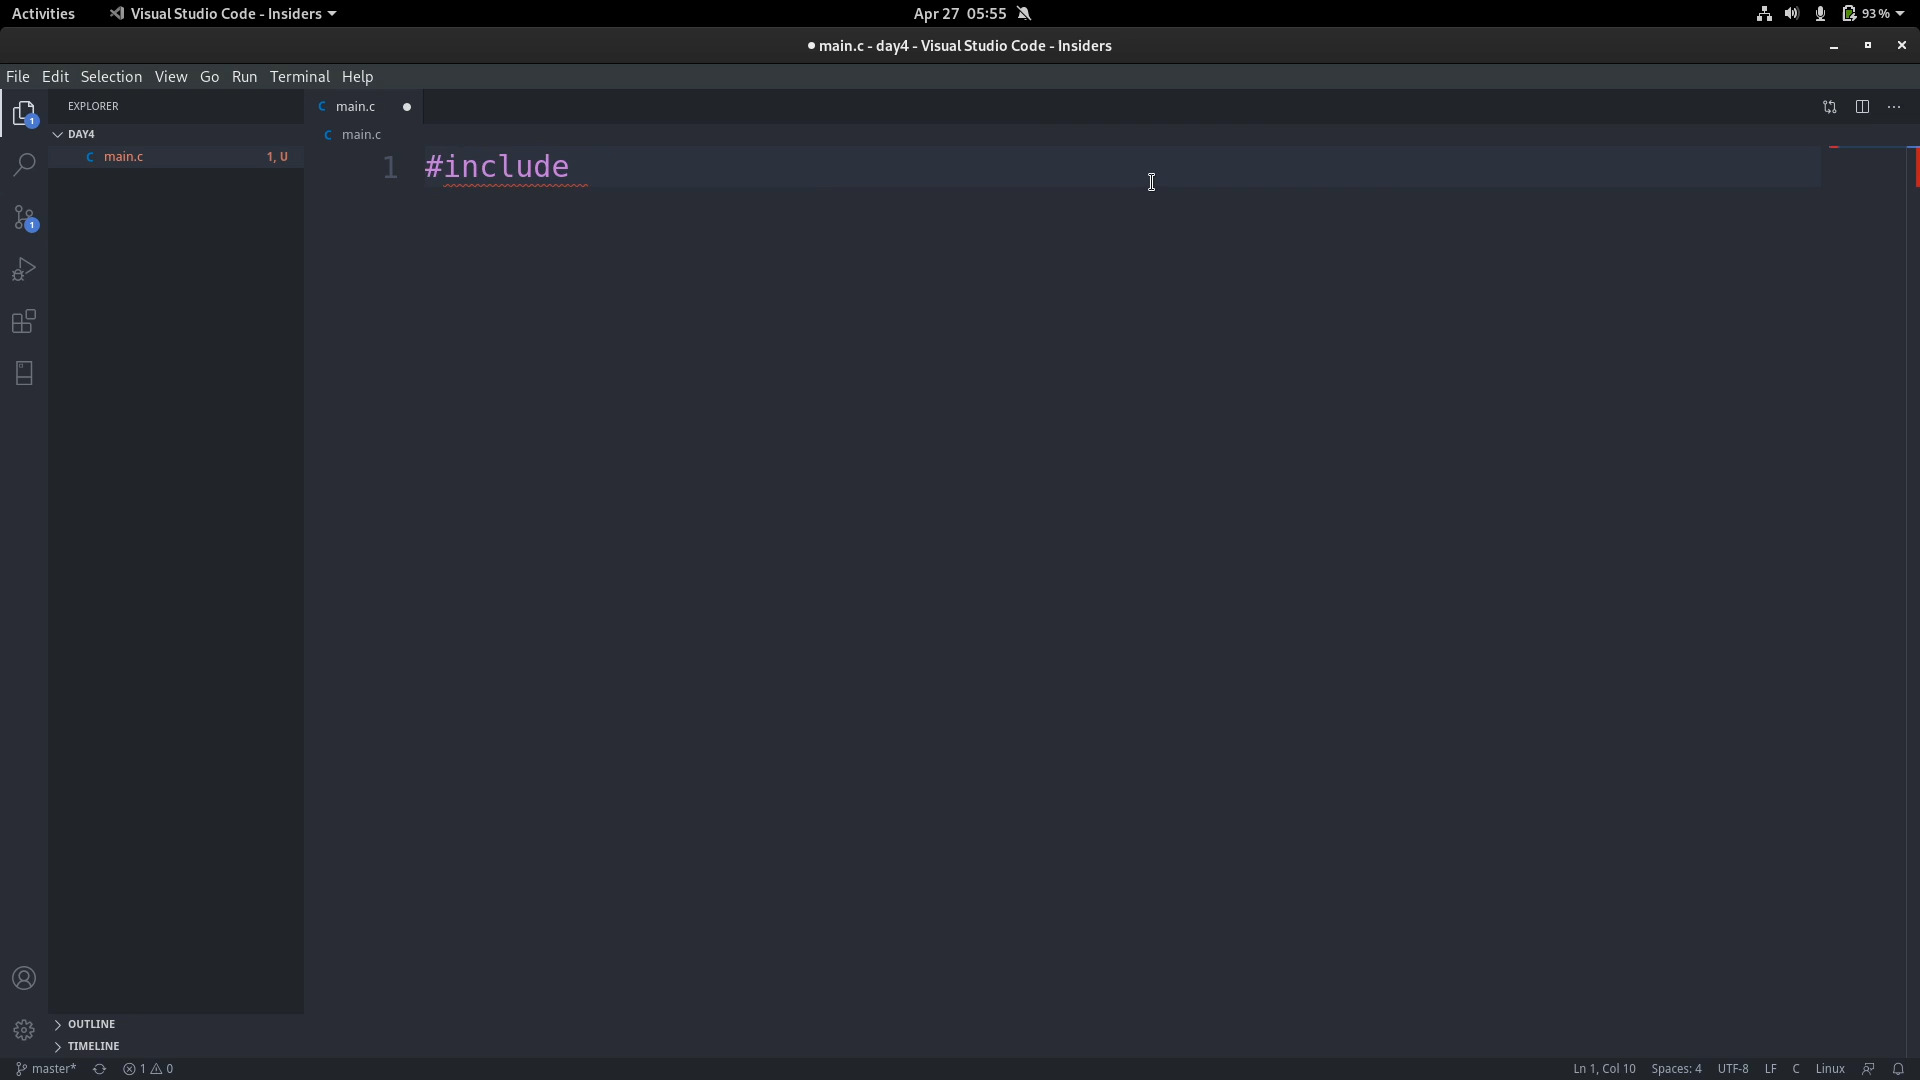 Activities Visual Studio Code - Insiders Apr 27 05:55 93%
● main.c - day4 - Visual Studio Code - Insiders
File Edit Selection View Go Run Terminal Help
EXPLORER
DAY4
C main.c 1, U
1
1
C main.c
C main.c
1 #include
OUTLINE
TIMELINE
master* 1 0 Ln 1, Col 10 Spaces: 4 UTF-8 LF C Linux